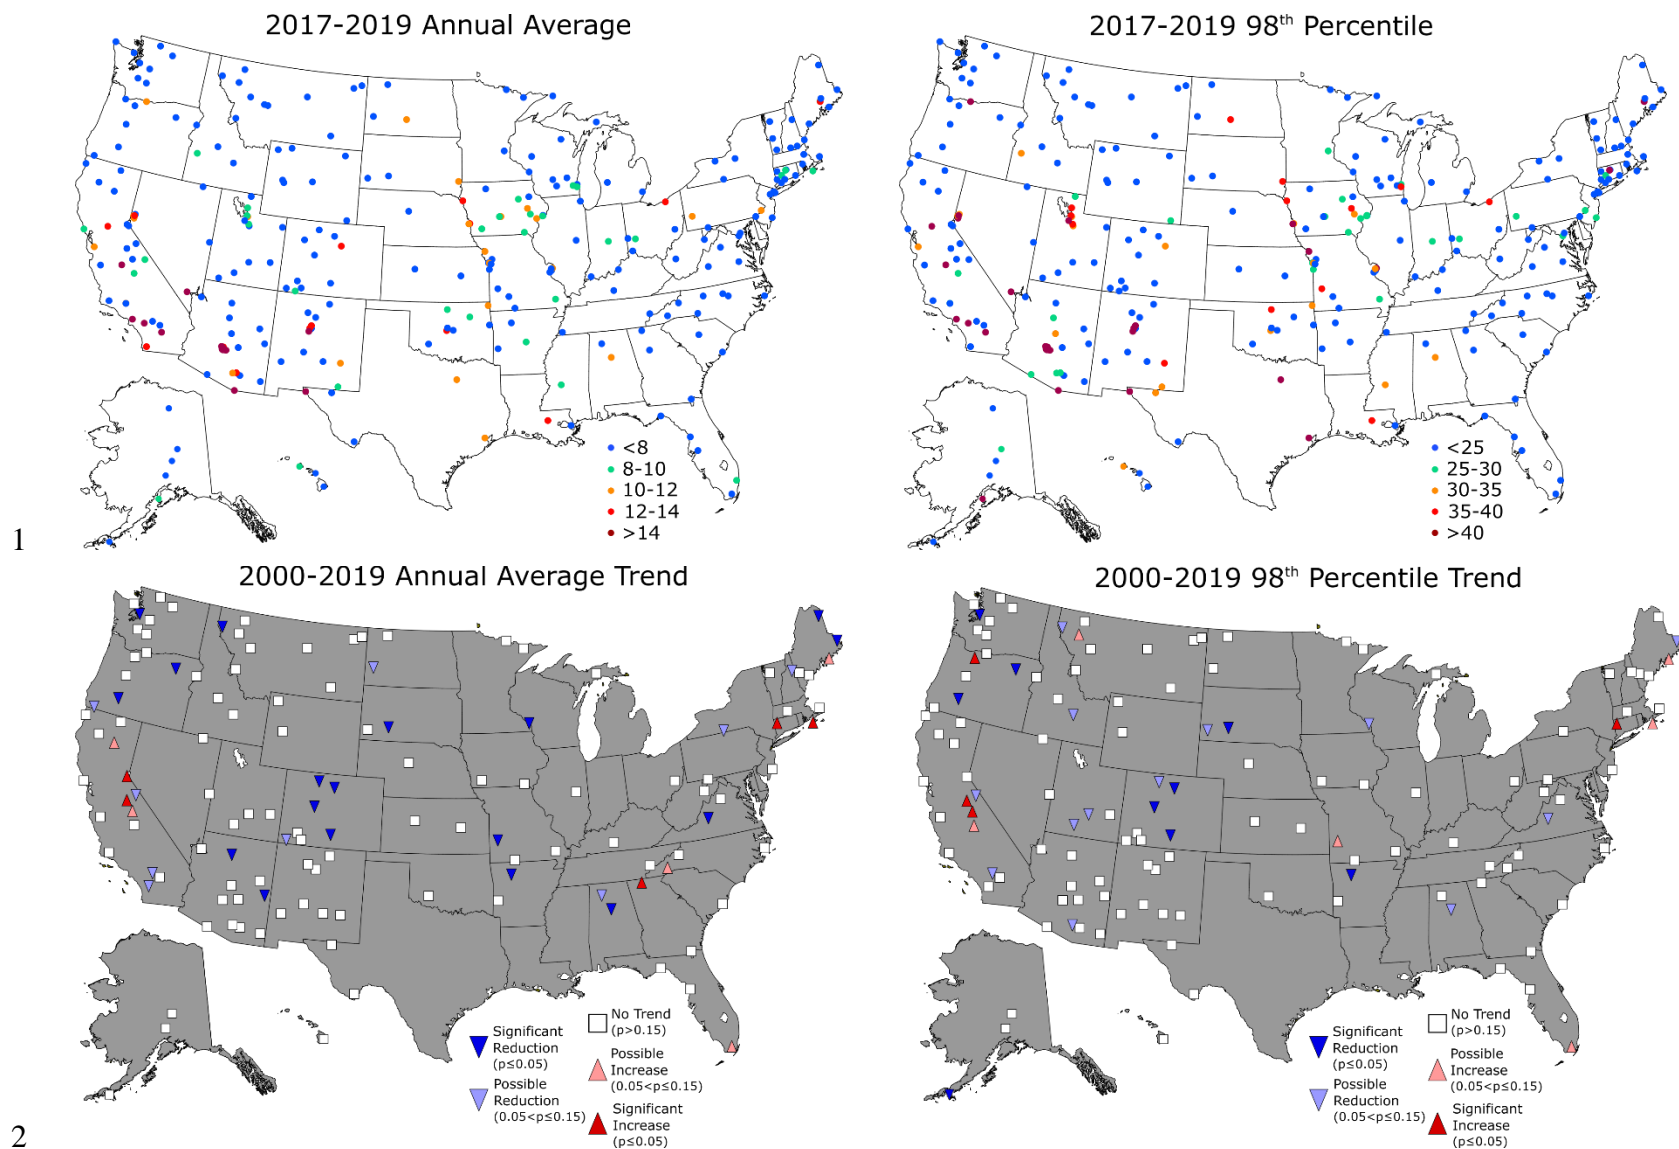 2017-2019 Annual Average
2017-2019 98th Percentile
<8
8-10
10-12
12-14
>14
<25
25-30
30-35
35-40
>40
1
2000-2019 Annual Average Trend
2000-2019 98th Percentile Trend
Significant
Reduction
(p≤0.05)
Possible
Reduction
(0.05<p≤0.15)
No Trend
(p>0.15)
Possible
Increase
(0.05<p≤0.15)
Significant
Increase
(p≤0.05)
Significant
Reduction
(p≤0.05)
Possible
Reduction
(0.05<p≤0.15)
No Trend
(p>0.15)
Possible
Increase
(0.05<p≤0.15)
Significant
Increase
(p≤0.05)
2